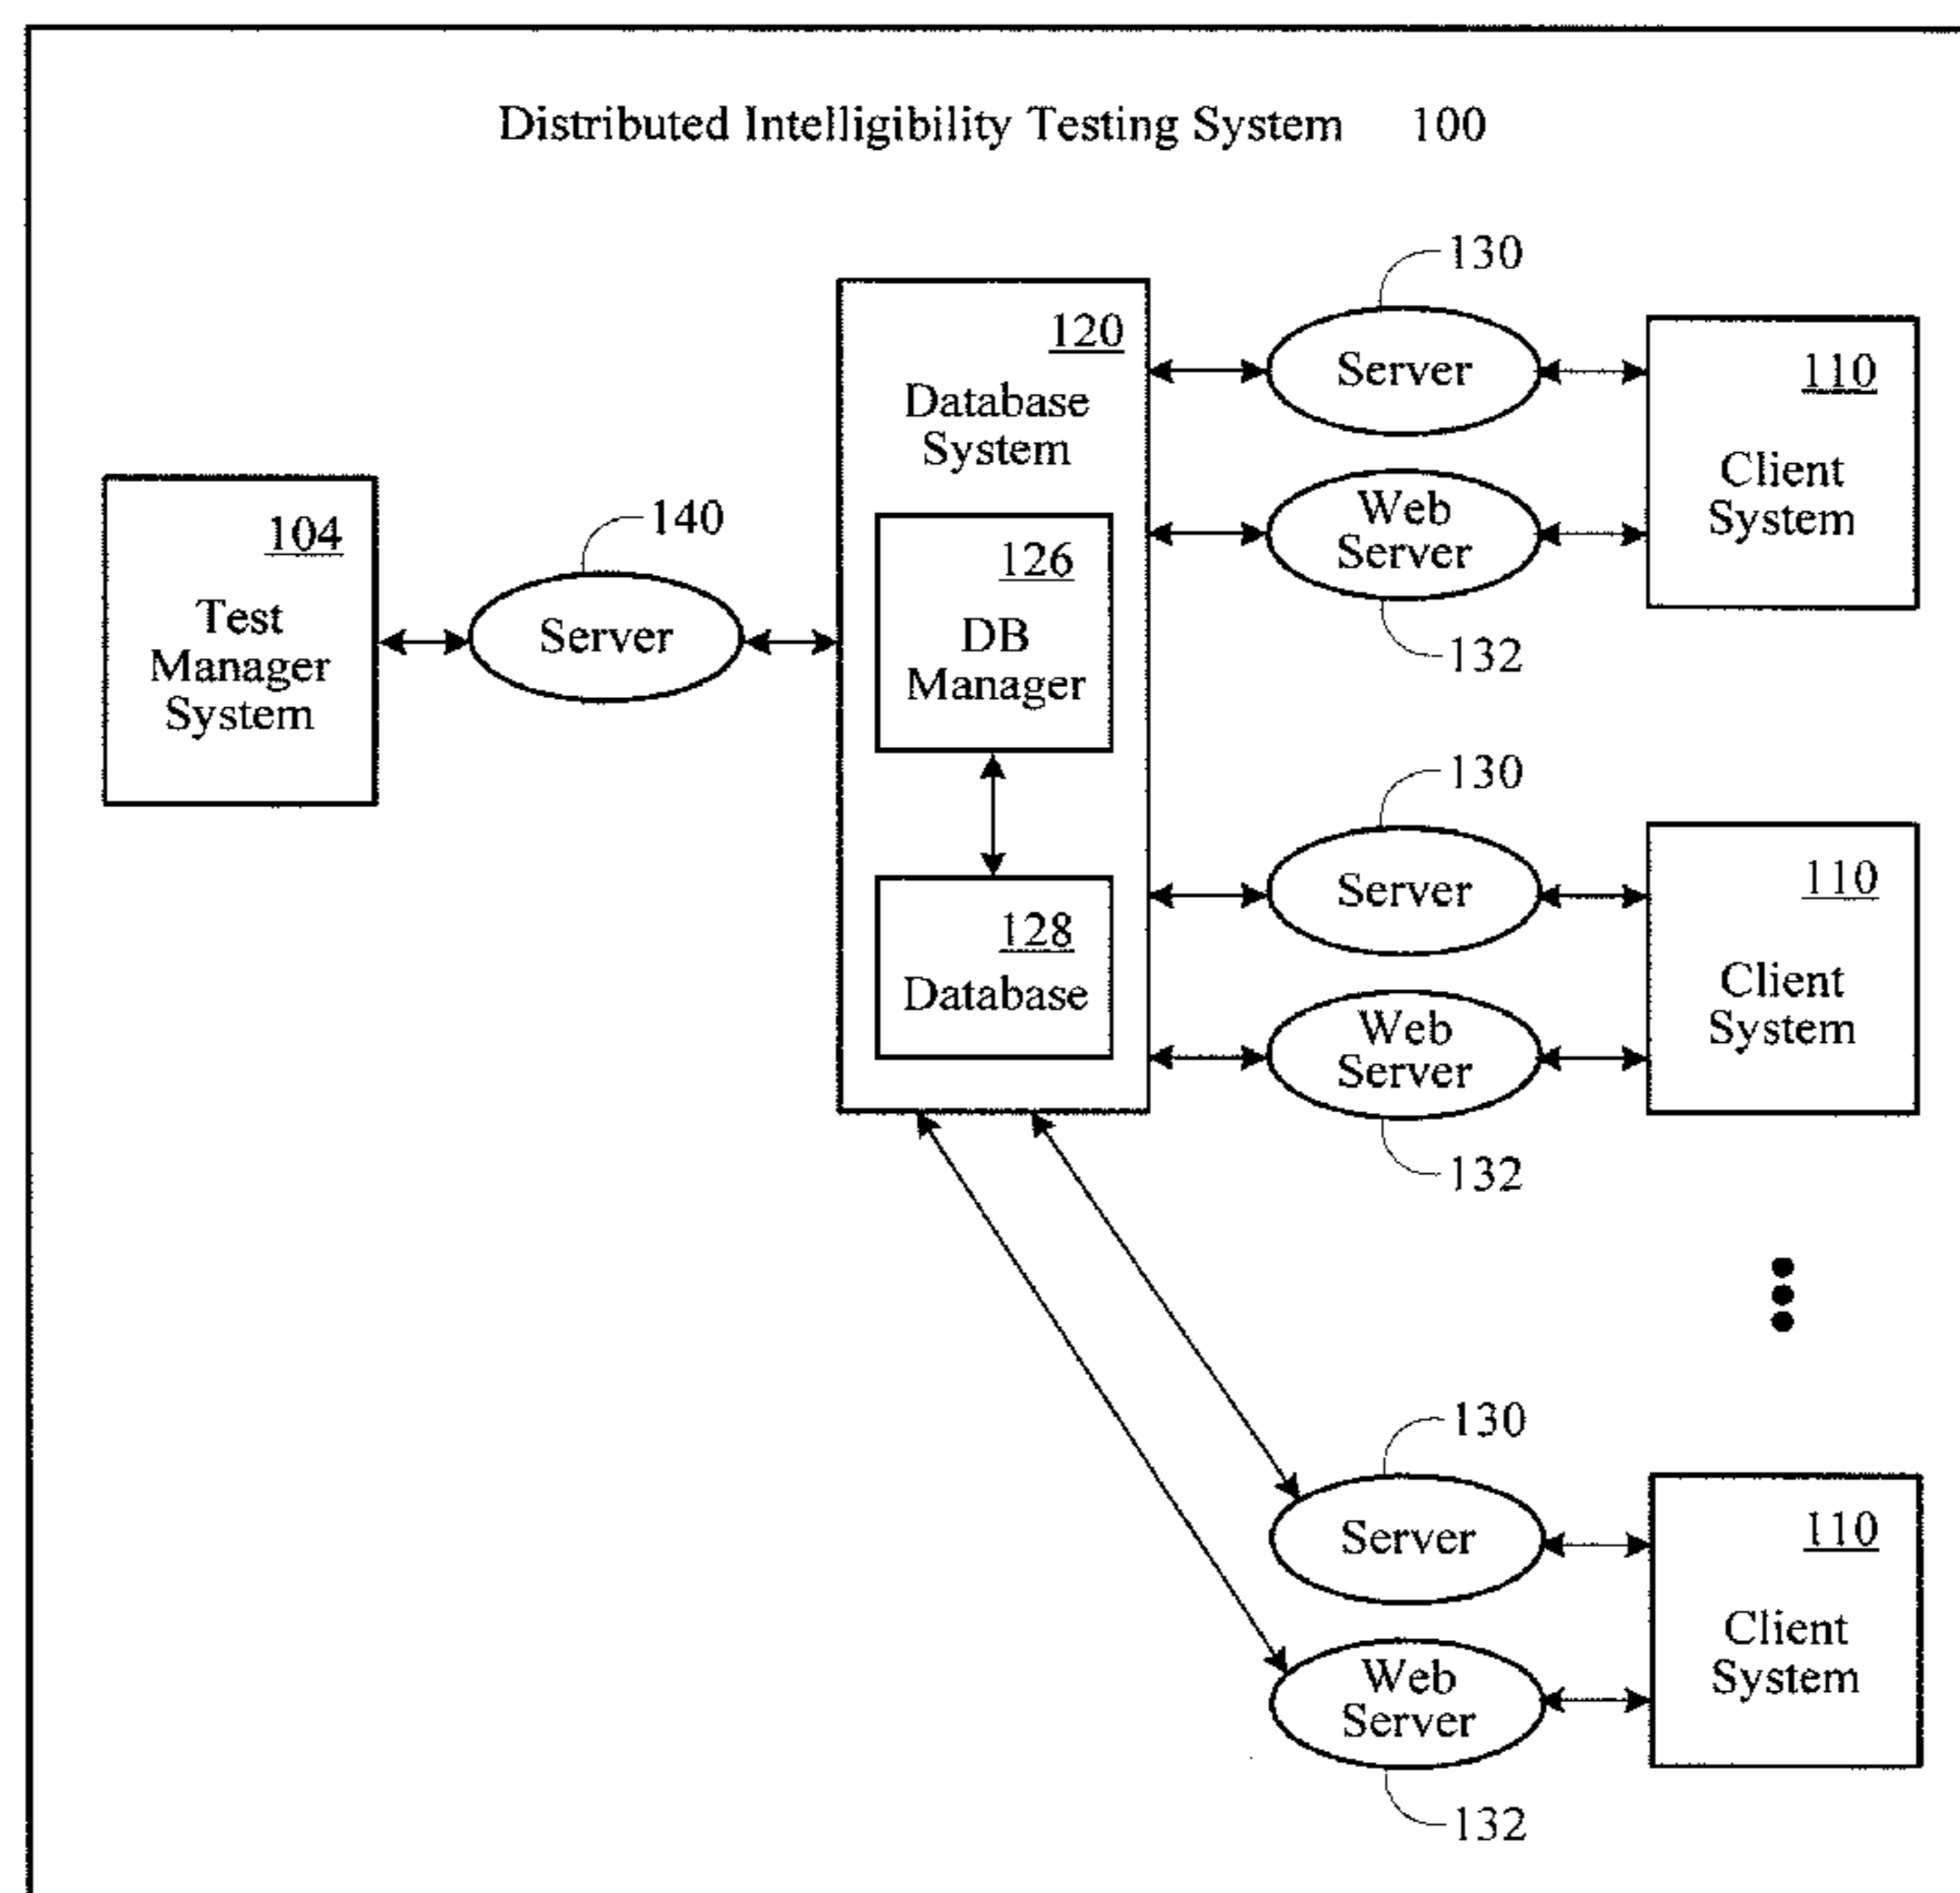 Distributed Intelligibility Testing System 100
104
Test
Manager
System
140
Server
120
Database
System
126
DB
Manager
128
Database
130
Server
Web
Server
132
110
Client
System
130
Server
Web
Server
132
110
Client
System
130
Server
Web
Server
132
110
Client
System